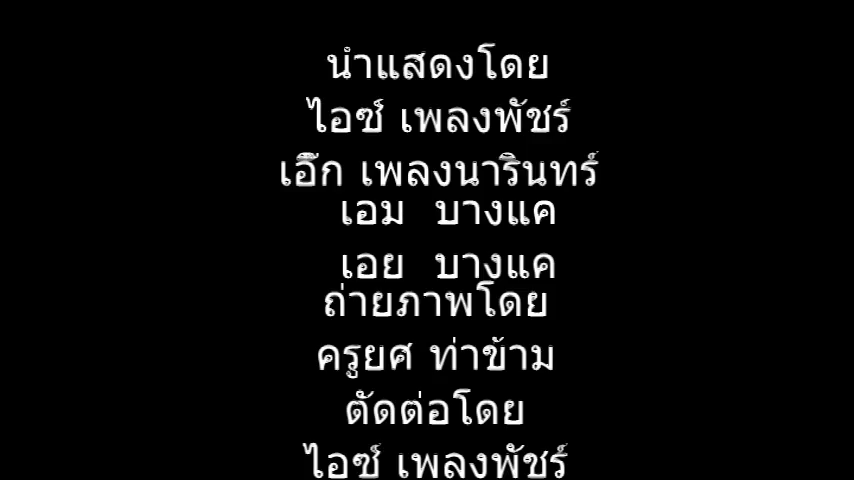 นำแสดงโดย
ไอซ์ เพลงพัชร์
เอ๊ก เพลงนารินทร์
เอม บางแค
เอย บางแค
ถ่ายภาพโดย
ครูยศ ท่าข้าม
ตัดต่อโดย
ไอซ์ เพลงพัชร์